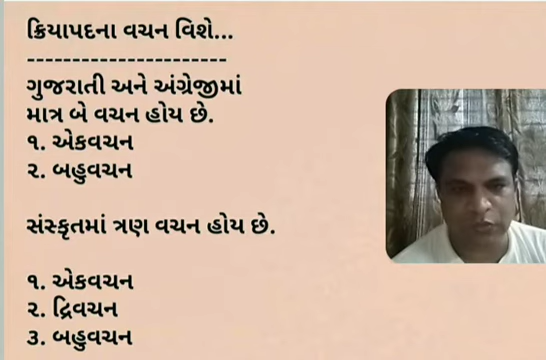 ક્રિયાપદના વચન વિશે...
----------------------
ગુજરાતી અને અંગ્રેજીમાં
માત્ર બે વચન હોય છે.
૧. એકવચન
૨. બહુવચન
સંસ્કૃતમાં ત્રણ વચન હોય છે.
૧. એકવચન
૨. દ્વિવચન
૩. બહુવચન